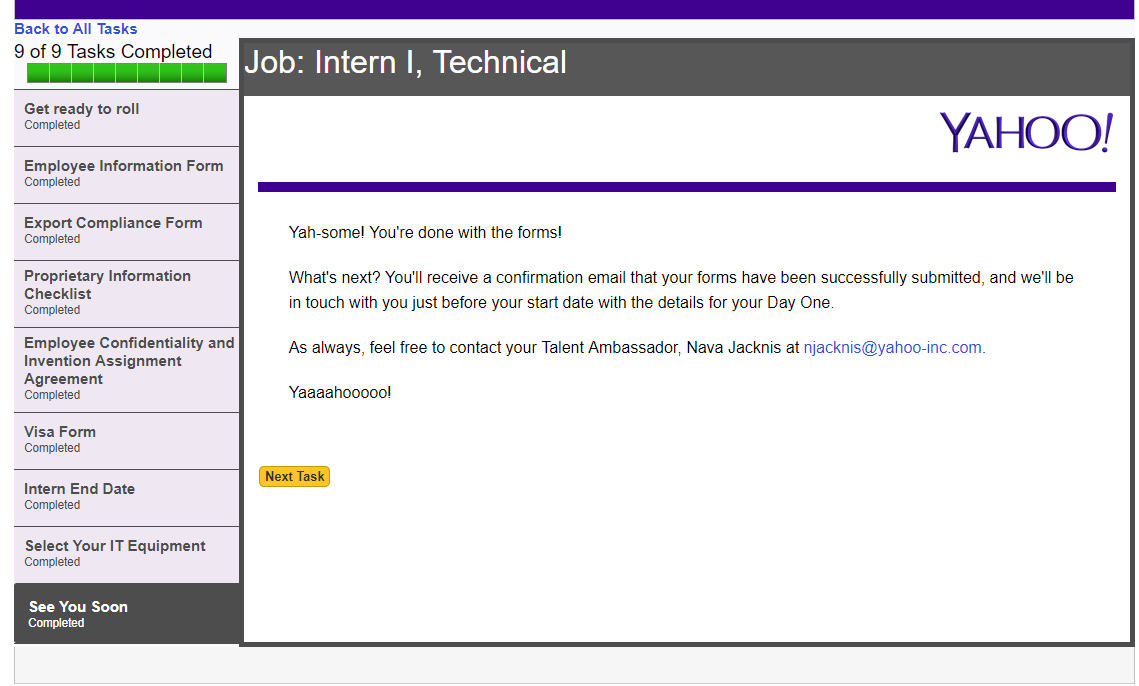 Back to All Tasks
9 of 9 Tasks Completed
Job: Intern I, Technical
Get ready to roll
Completed
Employee Information Form
Completed
Export Compliance Form
Completed
Proprietary Information
Checklist
Completed
Employee Confidentiality and
Invention Assignment
Agreement
Completed
Visa Form
Completed
Intern End Date
Completed
Select Your IT Equipment
Completed
See You Soon
Completed
YAHOO!
Yah-some! You're done with the forms!
What's next? You'll receive a confirmation email that your forms have been successfully submitted, and we'll be
in touch with you just before your start date with the details for your Day One.
As always, feel free to contact your Talent Ambassador, Nava Jacknis at njacknis@yahoo-inc.com.
Yaaaahooooo!
Next Task